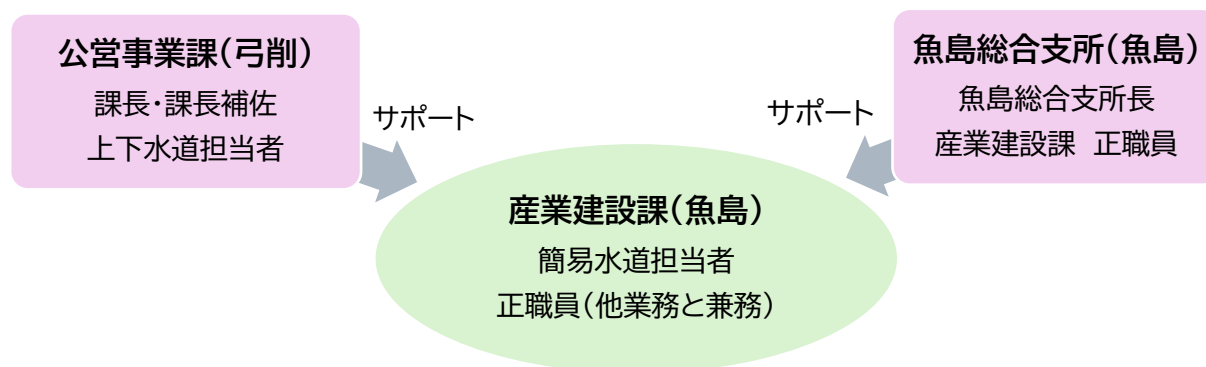 公営事業課(弓削)
課長・課長補佐
上下水道担当者
サポート
魚島総合支所(魚島)
魚島総合支所長
産業建設課 正職員
サポート
産業建設課(魚島)
簡易水道担当者
正職員(他業務と兼務)